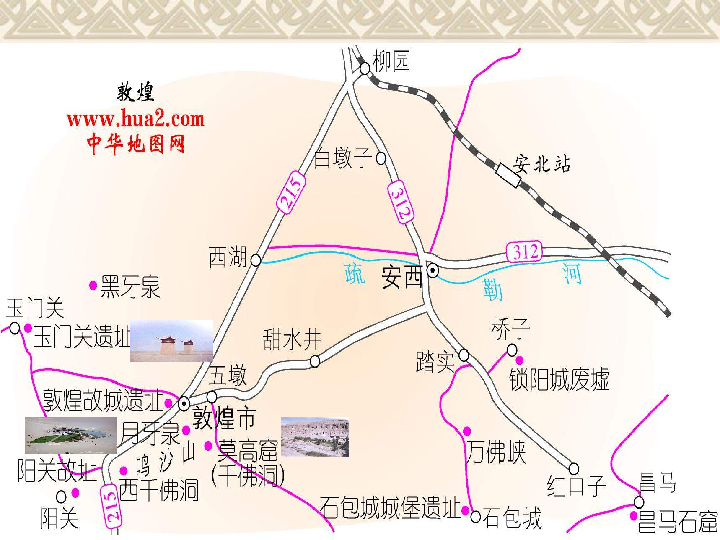 柳园
敦煌
www.hua2.com
中华地图网
白墩子
安北站
215
312
西湖
312
疏
勒
河
安西
黑牙泉
玉门关
玉门关遗址
甜水井
桥子
踏实
锁阳城废墟
五墩
敦煌故城遗址
敦煌市
月牙泉
鸣沙山
莫高窟
(千佛洞)
万佛峡
阳关故址
西千佛洞
红口子
昌马
215
阳关
石包城城堡遗址
石包城
昌马石窟